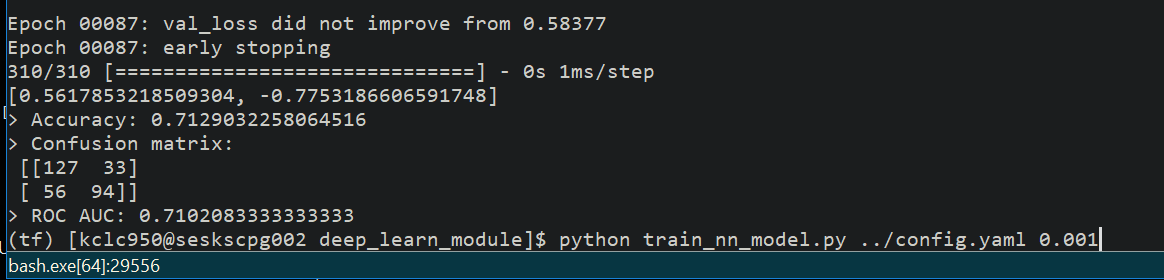 Epoch 00087: val_loss did not improve from 0.58377
Epoch 00087: early stopping
310/310 [==============================] - 0s 1ms/step
[0.5617853218509304, -0.7753186606591748]
> Accuracy: 0.7129032258064516
> Confusion matrix:
[[127  33]
[ 56  94]]
> ROC AUC: 0.7102083333333333
(tf) [kclc950@seskscpg002 deep_learn_module]$ python train_nn_model.py ../config.yaml 0.001
bash.exe[64]:29556